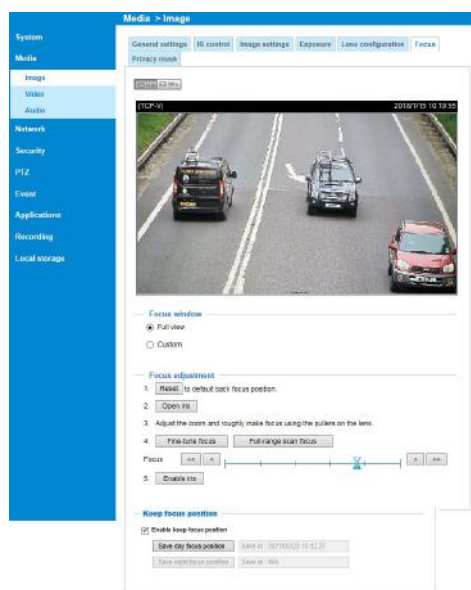 Media > Image
System
Media
Image
Video
Audio
Network
Security
PTZ
Event
Applications
Recording
Local storage
General settings IR control Image settings Exposure Lens configuration Focus
Privacy mask
(TCP-V) 2018/1/15 10:19:55
Focus window
Full view
Custom
Focus adjustment
1. Reset to default back focus position.
2. Open iris
3. Adjust the zoom and roughly make focus using the pullers on the lens.
4. Fine-tune focus Full-range scan focus
Focus << < > >>
5. Enable iris
Keep focus position
Enable keep focus position
Save day focus position
Save night focus position Save at : N/A